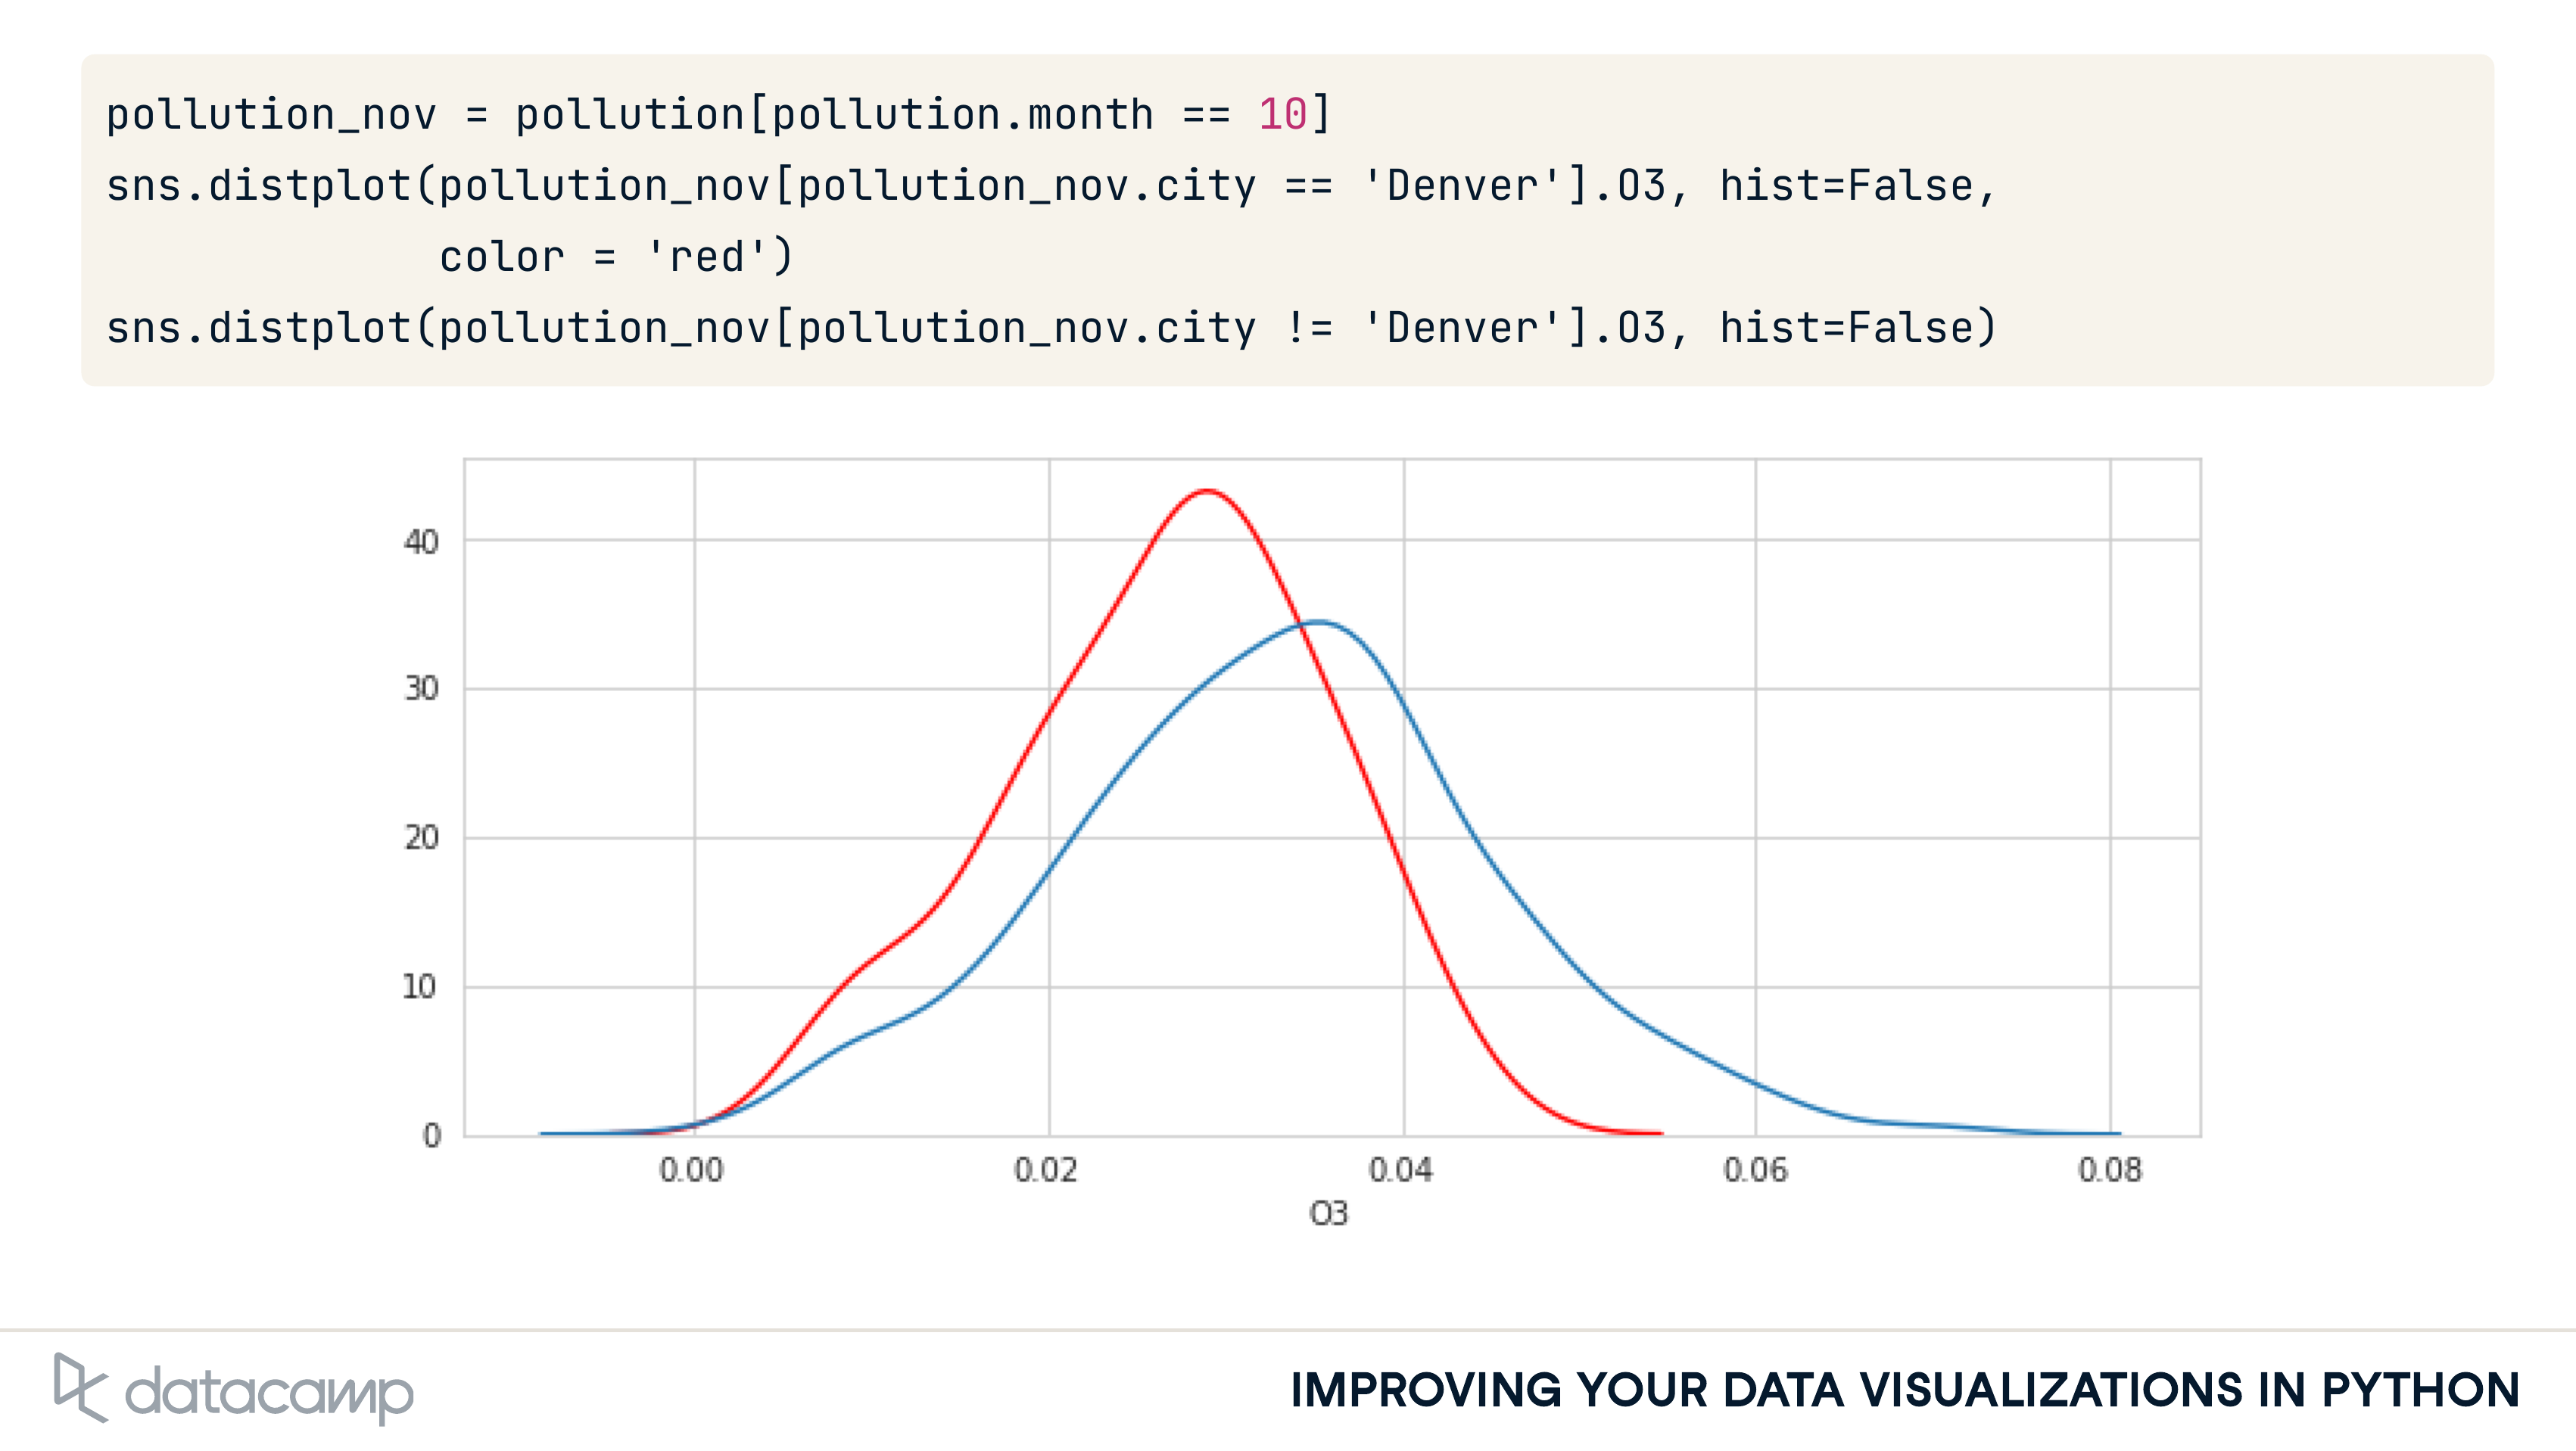 pollution_nov = pollution[pollution.month == 10]
sns.distplot(pollution_nov[pollution_nov.city == 'Denver'].O3, hist=False,
color = 'red')
sns.distplot(pollution_nov[pollution_nov.city != 'Denver'].O3, hist=False)
40
30
20
10
0
0.00 0.02 0.04 0.06 0.08
O3
datacamp
IMPROVING YOUR DATA VISUALIZATIONS IN PYTHON